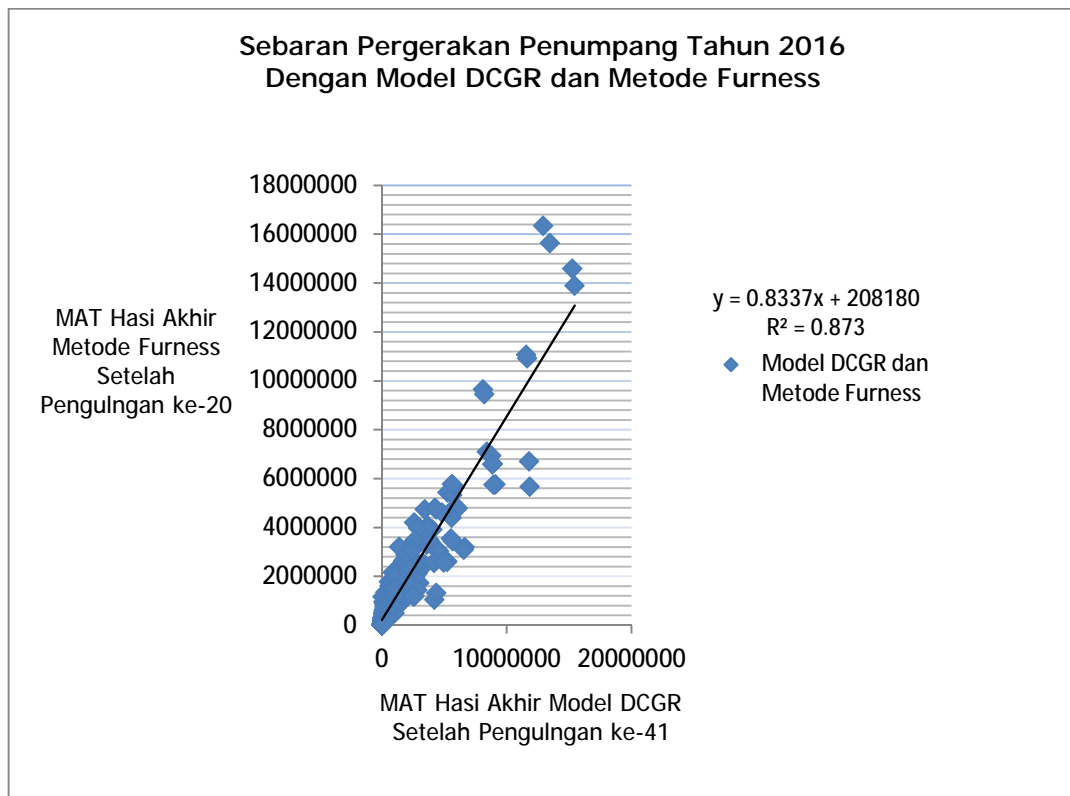 Sebaran Pergerakan Penumpang Tahun 2016
Dengan Model DCGR dan Metode Furness
18000000
16000000
14000000
12000000
10000000
8000000
6000000
4000000
2000000
0
MAT Hasi Akhir
Metode Furness
Setelah
Pengulngan ke-20
y = 0.8337x + 208180
R² = 0.873
Model DCGR dan
Metode Furness
0 10000000 20000000
MAT Hasi Akhir Model DCGR
Setelah Pengulngan ke-41